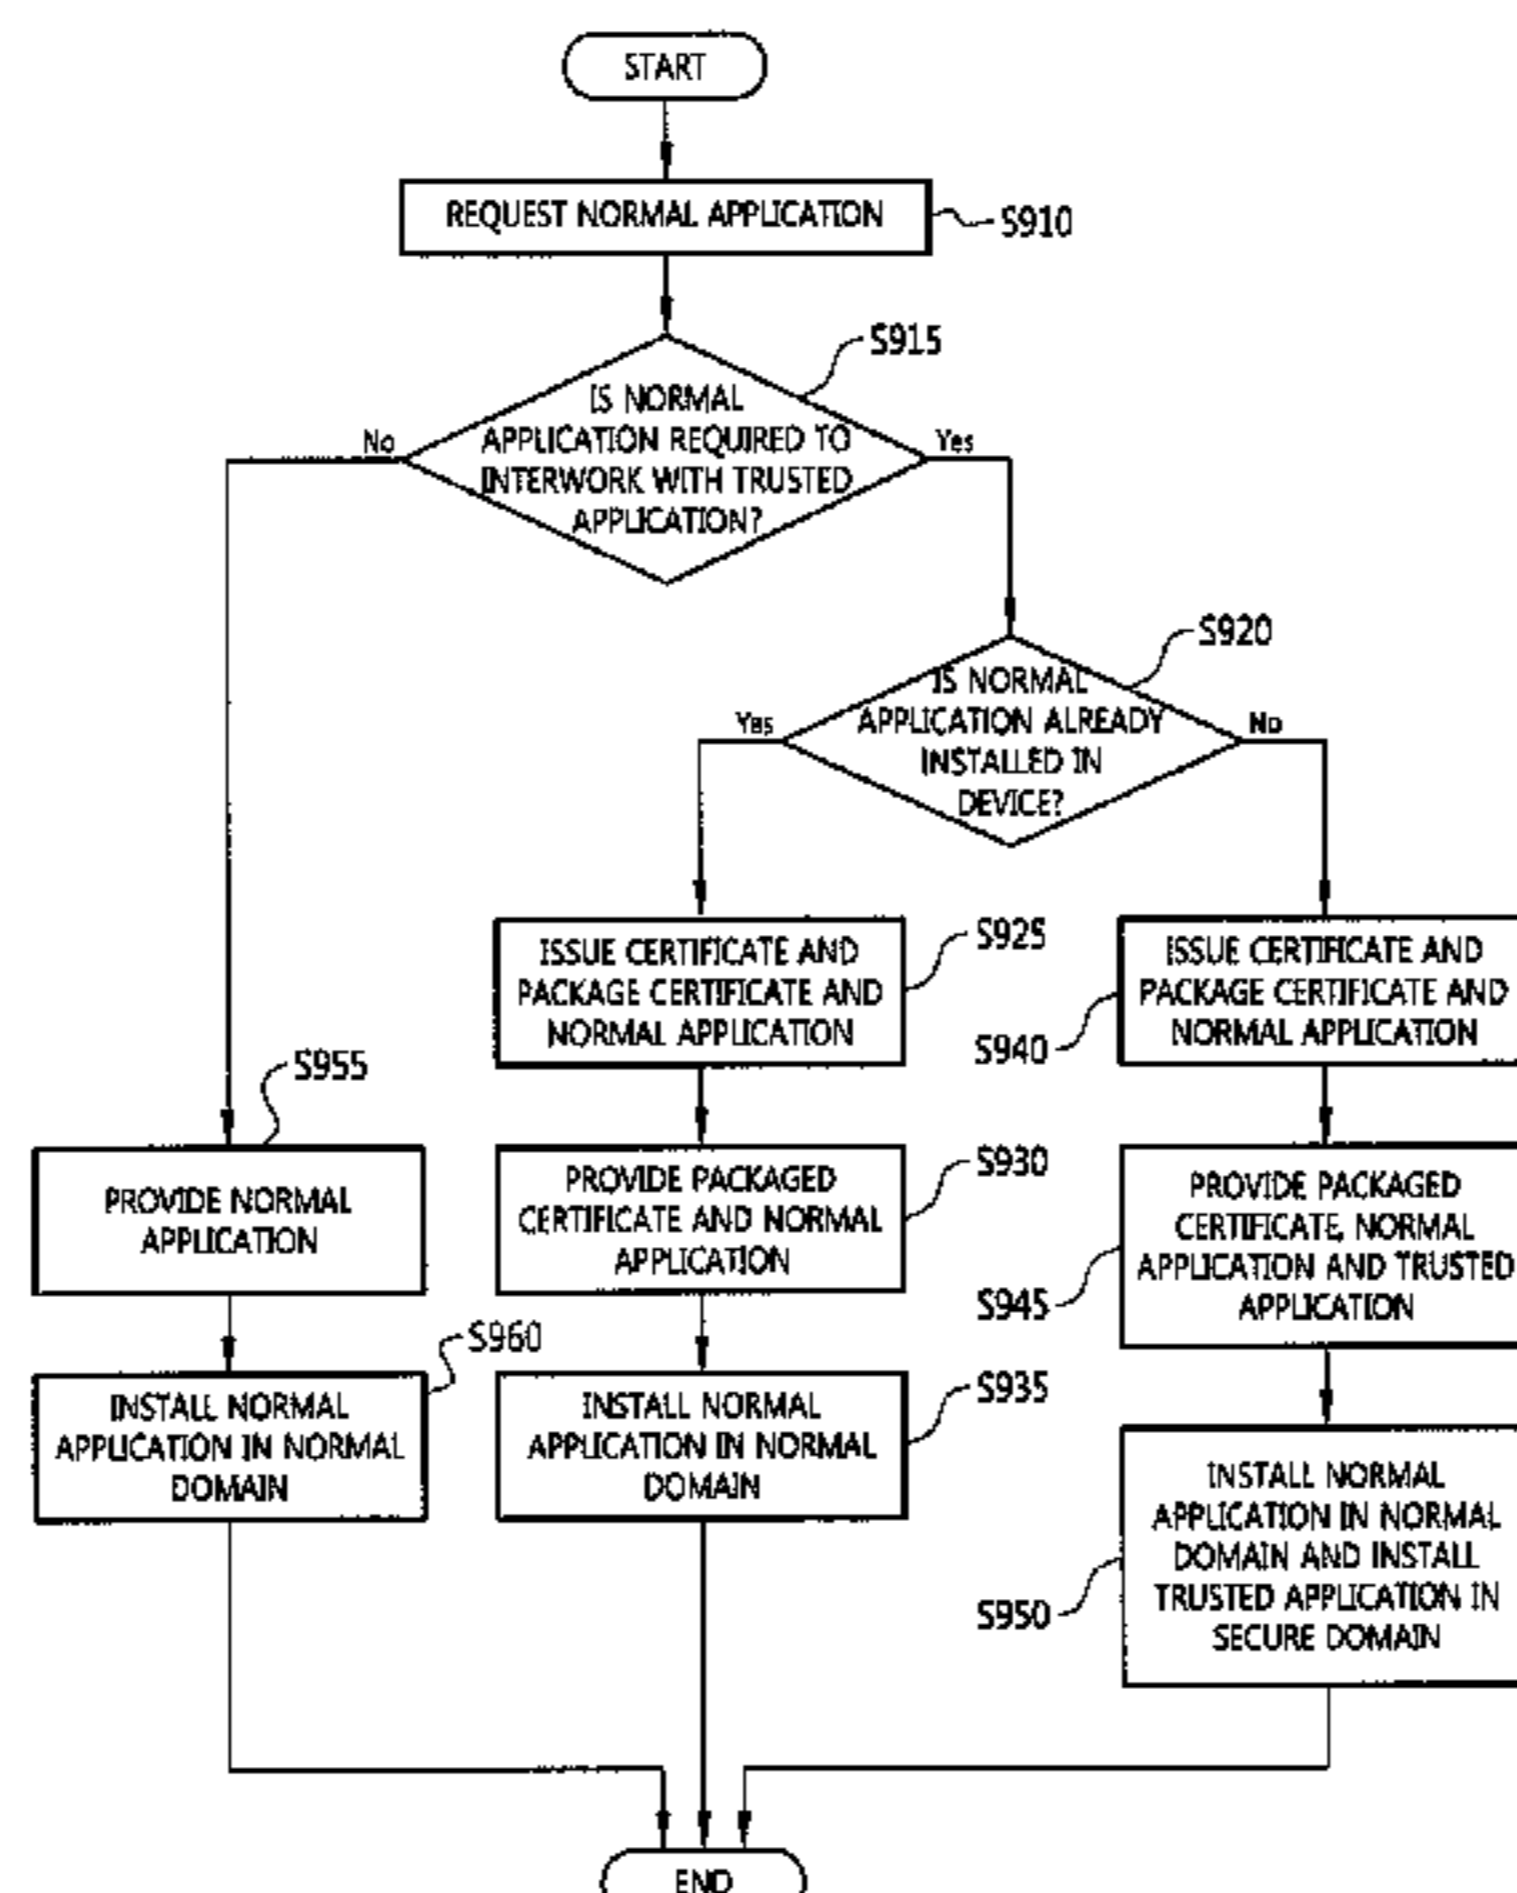 START
REQUEST NORMAL APPLICATION
S910
S915
IS NORMAL
APPLICATION REQUIRED TO
INTERWORK WITH TRUSTED
APPLICATION?
No
Yes
S920
IS NORMAL
APPLICATION ALREADY
INSTALLED IN
DEVICE?
Yes
No
ISSUE CERTIFICATE AND
PACKAGE CERTIFICATE AND
NORMAL APPLICATION
S925
ISSUE CERTIFICATE AND
PACKAGE CERTIFICATE AND
NORMAL APPLICATION
S940
S955
PROVIDE NORMAL
APPLICATION
PROVIDE PACKAGED
CERTIFICATE AND NORMAL
APPLICATION
S930
PROVIDE PACKAGED
CERTIFICATE, NORMAL
APPLICATION AND TRUSTED
APPLICATION
S945
S960
INSTALL NORMAL
APPLICATION IN NORMAL
DOMAIN
INSTALL NORMAL
APPLICATION IN NORMAL
DOMAIN
S935
INSTALL NORMAL
APPLICATION IN NORMAL
DOMAIN AND INSTALL
TRUSTED APPLICATION IN
SECURE DOMAIN
S950
END